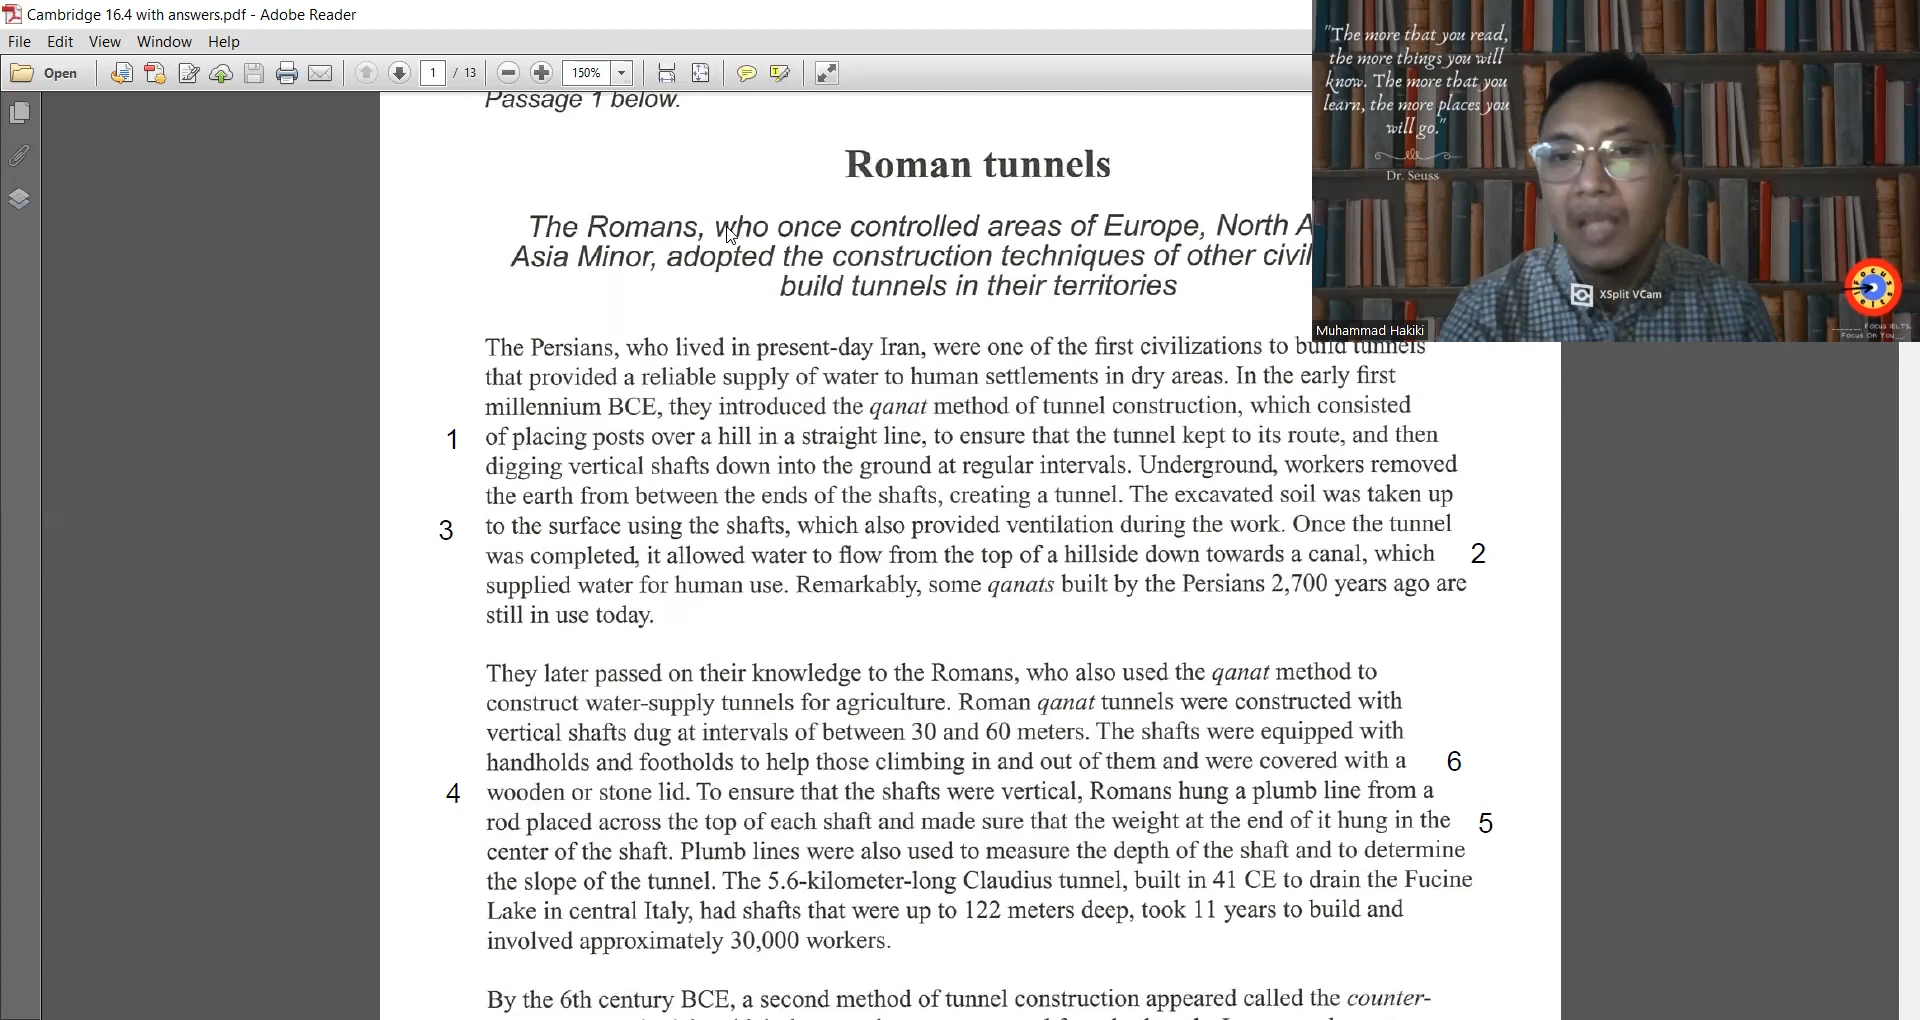 Cambridge 16.4 with answers.pdf - Adobe Reader
File Edit View Window Help
Open 1 / 13 150%
Passage 1 below.
Roman tunnels
The Romans, who once controlled areas of Europe, North A
Asia Minor, adopted the construction techniques of other civil
build tunnels in their territories
The Persians, who lived in present-day Iran, were one of the first civilizations to build tunnels
that provided a reliable supply of water to human settlements in dry areas. In the early first
millennium BCE, they introduced the qanat method of tunnel construction, which consisted
1 of placing posts over a hill in a straight line, to ensure that the tunnel kept to its route, and then
digging vertical shafts down into the ground at regular intervals. Underground, workers removed
the earth from between the ends of the shafts, creating a tunnel. The excavated soil was taken up
3 to the surface using the shafts, which also provided ventilation during the work. Once the tunnel
was completed, it allowed water to flow from the top of a hillside down towards a canal, which 2
supplied water for human use. Remarkably, some qanats built by the Persians 2,700 years ago are
still in use today.
They later passed on their knowledge to the Romans, who also used the qanat method to
construct water-supply tunnels for agriculture. Roman qanat tunnels were constructed with
vertical shafts dug at intervals of between 30 and 60 meters. The shafts were equipped with
handholds and footholds to help those climbing in and out of them and were covered with a 6
4 wooden or stone lid. To ensure that the shafts were vertical, Romans hung a plumb line from a
rod placed across the top of each shaft and made sure that the weight at the end of it hung in the 5
center of the shaft. Plumb lines were also used to measure the depth of the shaft and to determine
the slope of the tunnel. The 5.6-kilometer-long Claudius tunnel, built in 41 CE to drain the Fucine
Lake in central Italy, had shafts that were up to 122 meters deep, took 11 years to build and
involved approximately 30,000 workers.
By the 6th century BCE, a second method of tunnel construction appeared called the counter-
"The more that you read,
the more things you will
know. The more that you
learn, the more places you
will go."
Dr. Seuss
XSplit VCam
Muhammad Hakiki
FOCUS
IELTS
Focus IELTS.
Focus On You